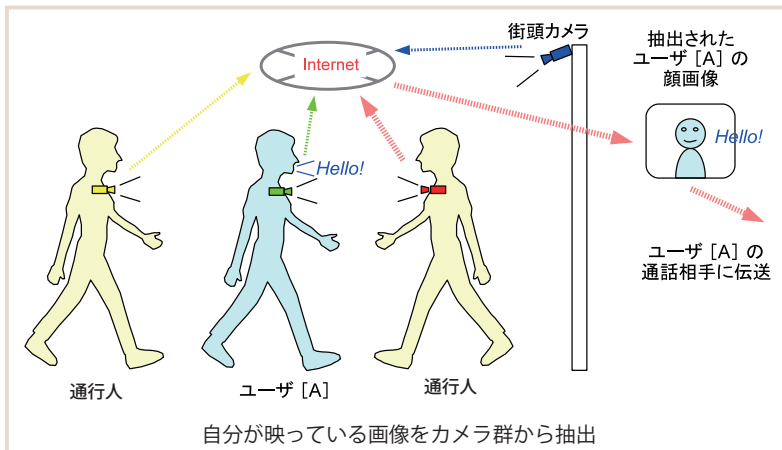 街頭カメラ
抽出された
ユーザ［A］の
顔画像
Internet
Hello!
Hello!
ユーザ［A］の
通話相手に伝送
通行人
ユーザ［A］
通行人
自分が映っている画像をカメラ群から抽出